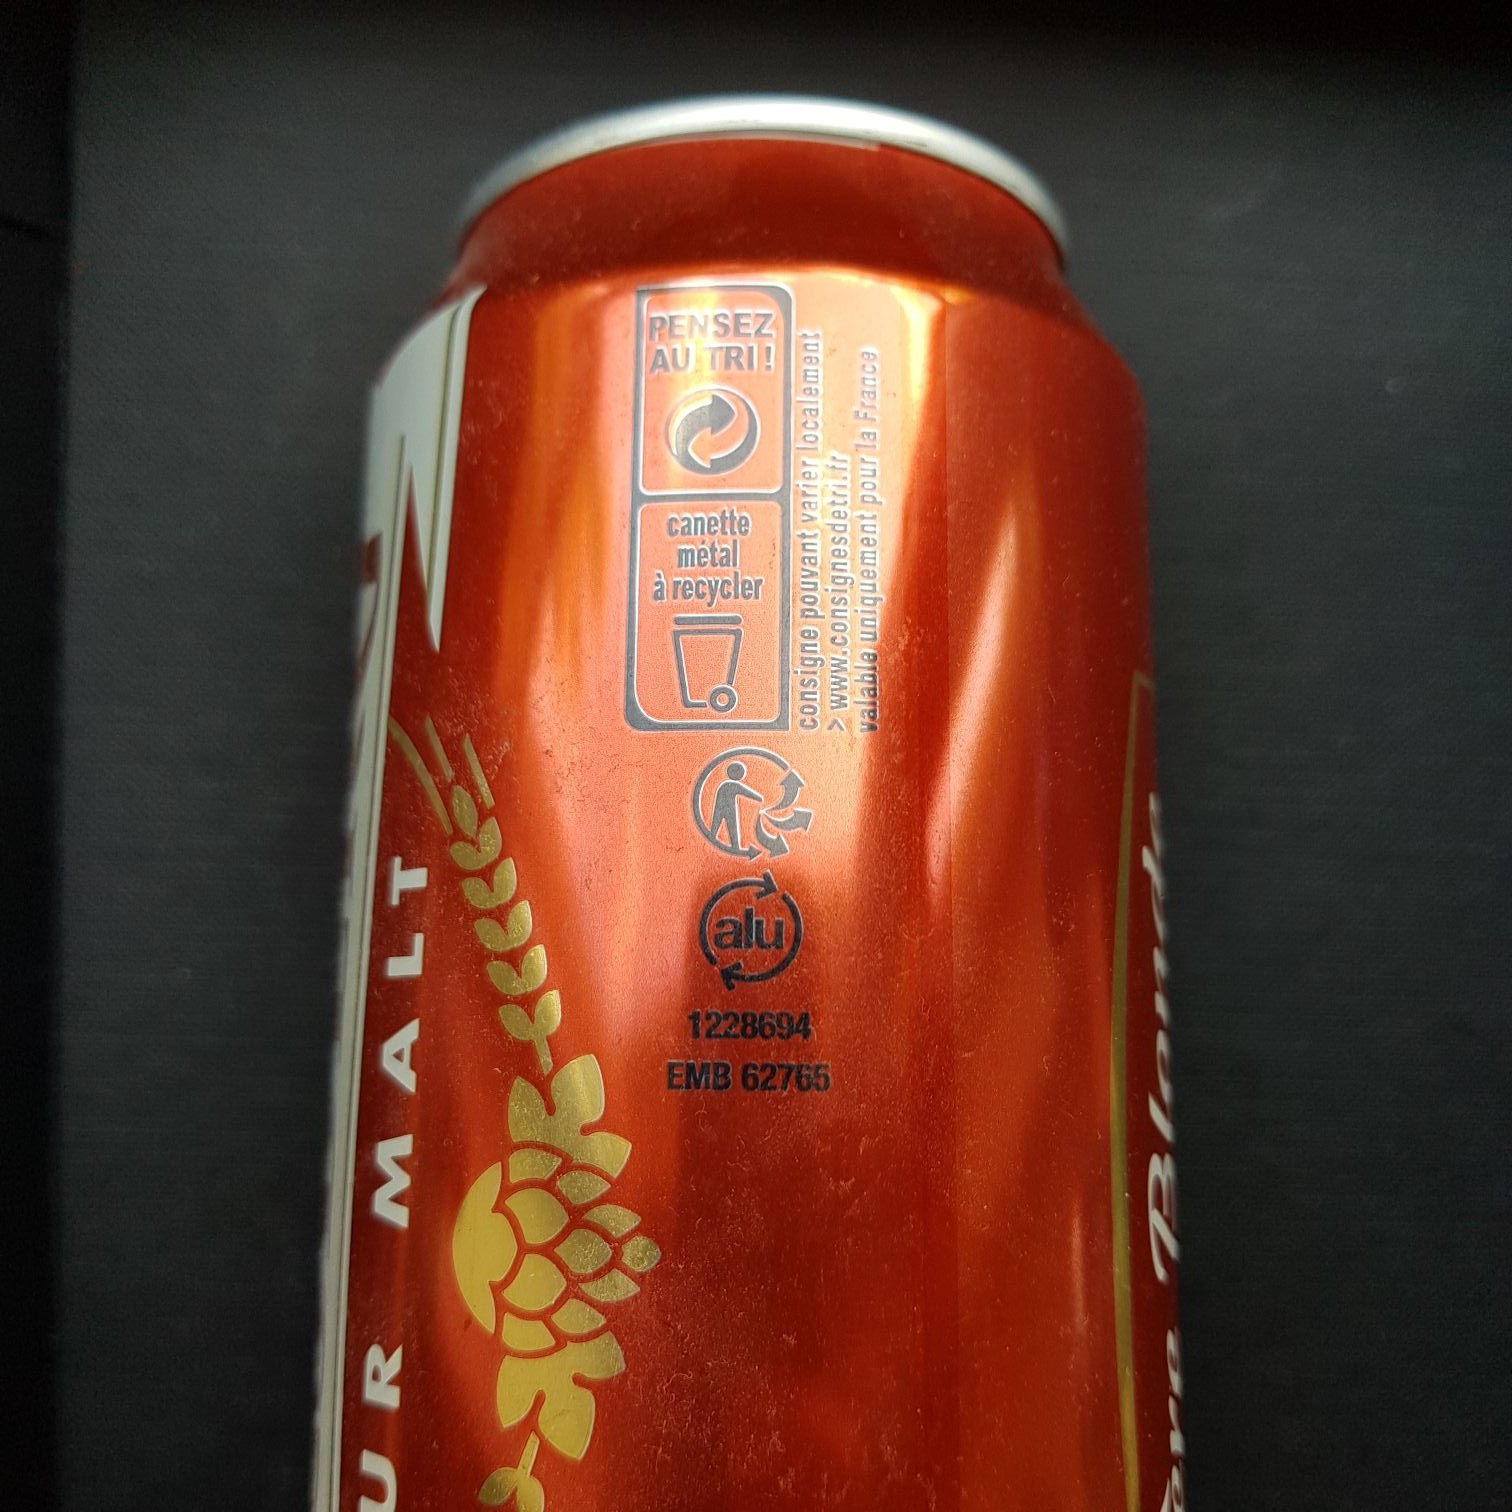 PENSEZ
AU TRI !
canette
métal
à recycler
consigne pouvant varier localement
> www.consignesdetri.fr
valable uniquement pour la France
alu
1228694
EMB 62765
UR MALT
Blonde